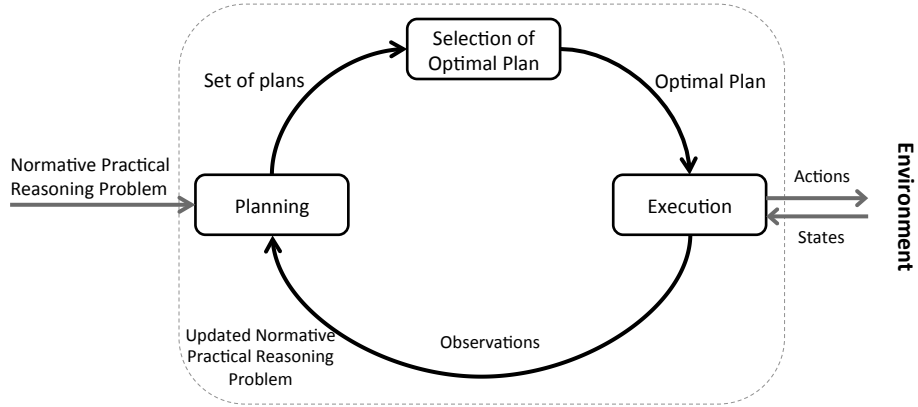 Selection of
Optimal Plan
Set of plans
Optimal Plan
Normative Practical
Reasoning Problem
Planning
Execution
Actions
States
Environment
Updated Normative
Practical Reasoning
Problem
Observations